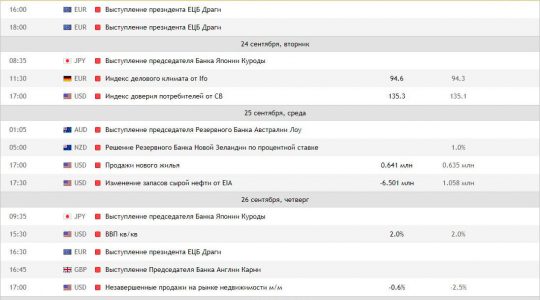 16:00 EUR Выступление президента ЕЦБ Драги
18:00 EUR Выступление президента ЕЦБ Драги
24 сентября, вторник
08:35 JPY Выступление председателя Банка Японии Куроды
11:30 EUR Индекс делового климата от Ifo 94,6 94,3
17:00 USD Индекс доверия потребителей от CB 135.3 135.1
25 сентября, среда
01:05 AUD Выступление председателя Резервного Банка Австралии Лоу
05:00 NZD Решение Резервного Банка Новой Зеландии по процентной ставке 1.0%
17:00 USD Продажи нового жилья 0.641 млн 0.635 млн
17:30 USD Изменение запасов сырой нефти от EIA -6.501 млн 1.058 млн
26 сентября, четверг
09:35 JPY Выступление председателя Банка Японии Куроды
15:30 USD ВВП кв/кв 2.0% 2.0%
16:30 EUR Выступление президента ЕЦБ Драги
16:45 GBP Выступление Председателя Банка Англии Карни
17:00 USD Незавершенные продажи на рынке недвижимости м/м -0.6% -2.5%